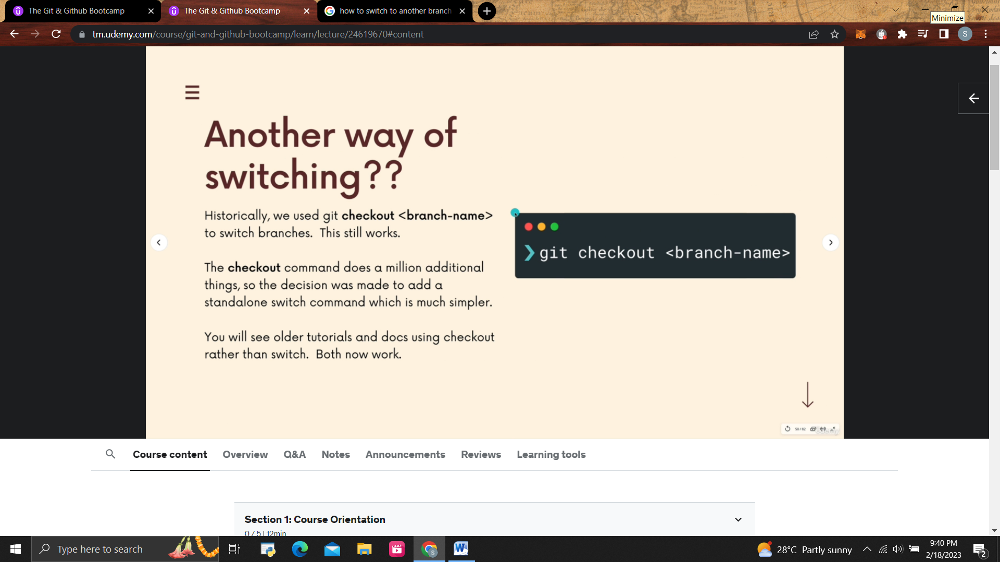 The Git & Github Bootcamp
The Git & Github Bootcamp
how to switch to another branch
Minimize
tm.udemy.com/course/git-and-github-bootcamp/learn/lecture/24619670#content
S
Another way of
switching??
Historically, we used git checkout <branch-name>
to switch branches. This still works.
The checkout command does a million additional
things, so the decision was made to add a
standalone switch command which is much simpler.
You will see older tutorials and docs using checkout
rather than switch. Both now work.
git checkout <branch-name>
50/82
udemy
Course content
Overview
Q&A
Notes
Announcements
Reviews
Learning tools
Section 1: Course Orientation
0 / 5 | 12min
Type here to search
28°C Partly sunny
9:40 PM
2/18/2023
2